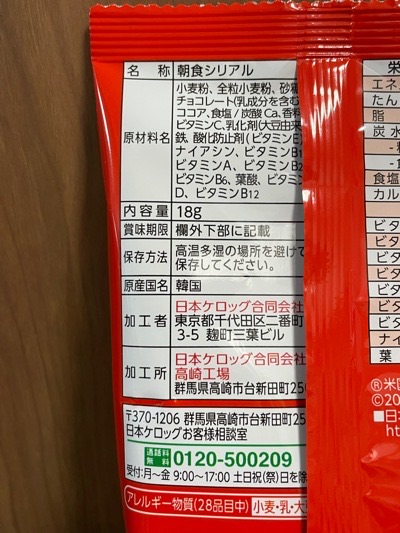 名 称 朝食シリアル
原材料名
小麦粉、全粒小麦粉、砂糖
チョコレート(乳成分を含む
ココア、食塩/炭酸Ca、香料
ビタミンC、乳化剤(大豆由来
鉄、酸化防止剤(ビタミンE)
ナイアシン、ビタミンB1
ビタミンA、ビタミンB2
ビタミンB6、葉酸、ビタミン
D、ビタミンB12
内容量 18g
賞味期限 欄外下部に記載
保存方法 高温多湿の場所を避けて
保存してください。
原産国名 韓国
加工者
日本ケロッグ合同会社
東京都千代田区二番町
3-5 麹町三葉ビル
加工所
日本ケロッグ合同会社
高崎工場
群馬県高崎市台新田町25
〒370-1206 群馬県高崎市台新田町25
日本ケロッグお客様相談室
通話料無料 0120-500209
受付:月〜金 9:00〜17:00 土日祝(祭)日を除
アレルギー物質(28品目中) 小麦・乳・大
栄
エネ
たん
脂
炭水
食塩
カル
ビタ
ビタ
ビタ
ビタ
ビタ
ビタ
ナイ
葉
®米国
©20
■日本